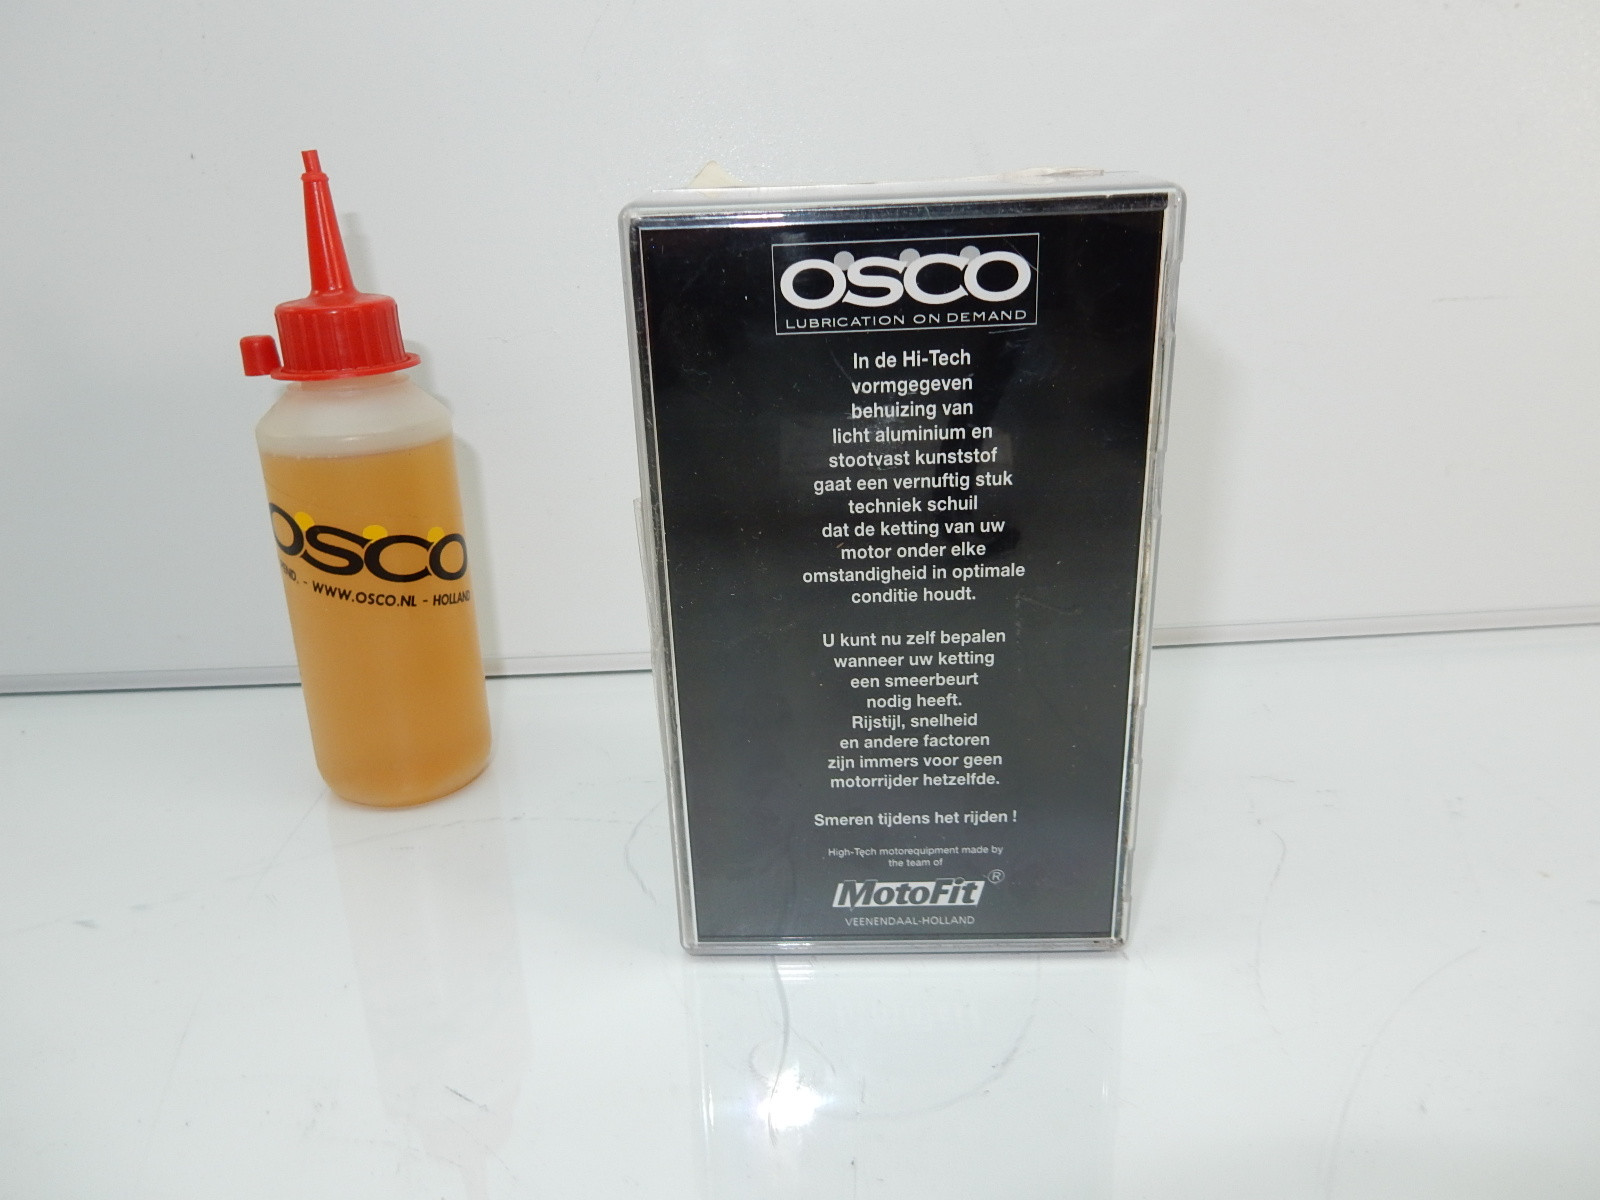 OSCO
- WWW.OSCO.NL - HOLLAND
OSCO
LUBRICATION ON DEMAND
In de Hi-Tech
vormgegeven
behuizing van
licht aluminium en
stootvast kunststof
gaat een vernuftig stuk
techniek schuil
dat de ketting van uw
motor onder elke
omstandigheid in optimale
conditie houdt.
U kunt nu zelf bepalen
wanneer uw ketting
een smeerbeurt
nodig heeft.
Rijstijl, snelheid
en andere factoren
zijn immers voor geen
motorrijder hetzelfde.
Smeren tijdens het rijden !
High-Tech motorequipment made by
the team of
MotoFit ®
VEENENDAAL-HOLLAND